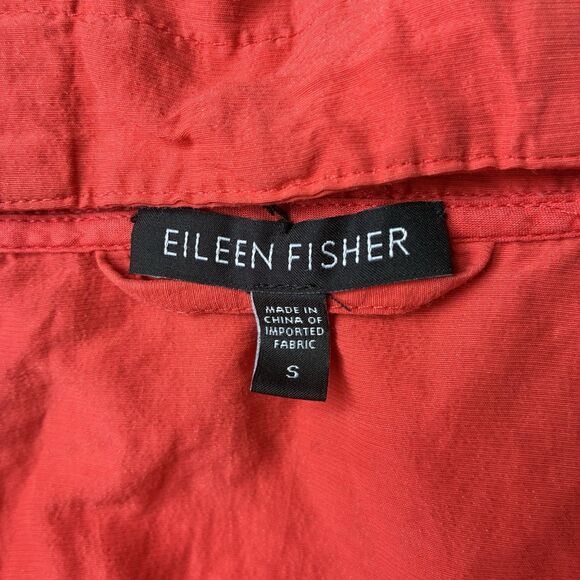 EILEEN FISHER
MADE IN
CHINA OF
IMPORTED
FABRIC
S